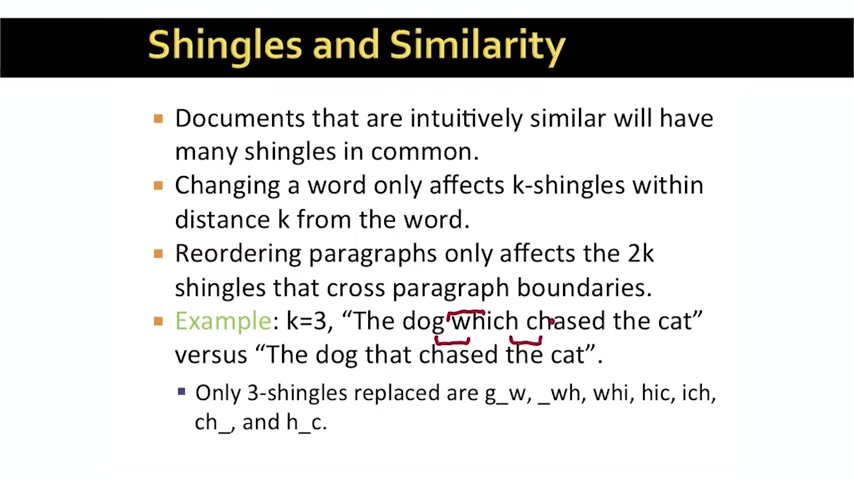 Shingles and Similarity
Documents that are intuitively similar will have
many shingles in common.
Changing a word only affects k-shingles within
distance k from the word.
Reordering paragraphs only affects the 2k
shingles that cross paragraph boundaries.
Example: k=3, “The dog which chased the cat”
versus “The dog that chased the cat”.
Only 3-shingles replaced are g_w, _wh, whi, hic, ich,
ch_, and h_c.